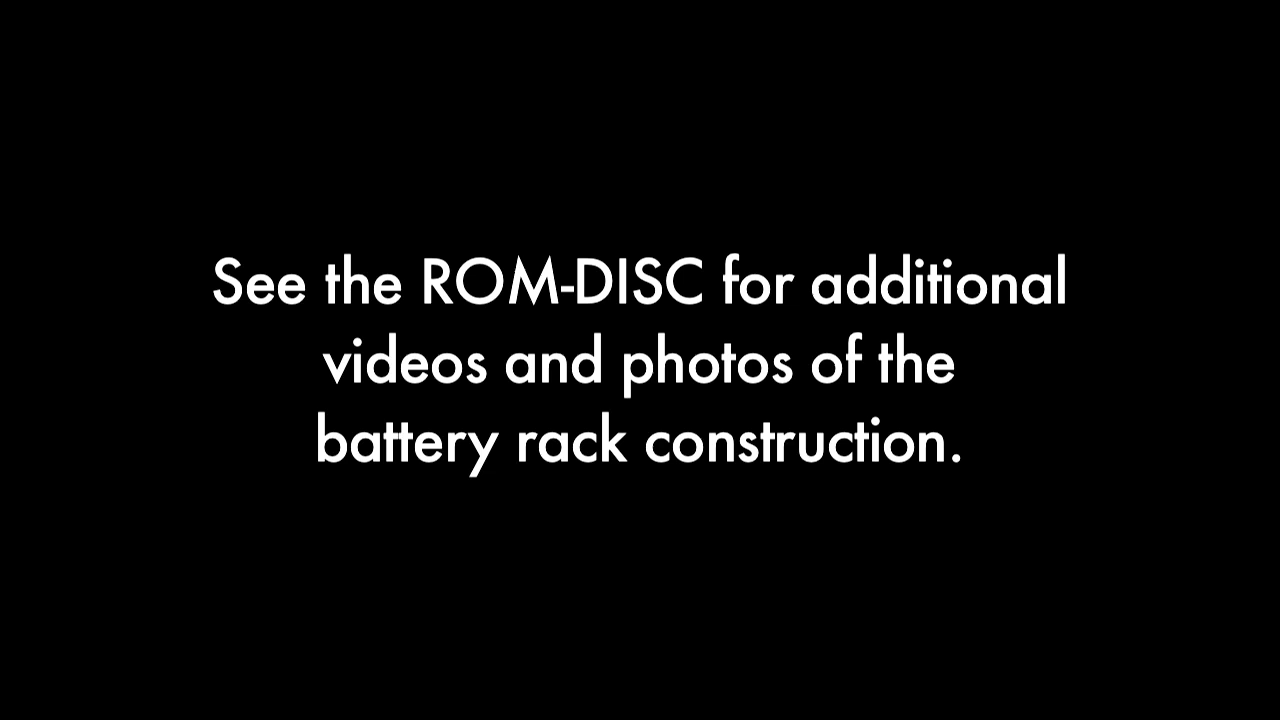 See the ROM-DISC for additional
videos and photos of the
battery rack construction.